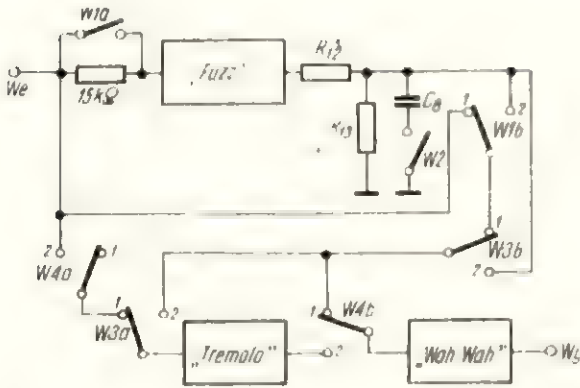 W1a
We
15kΩ
„Fuzz"
R12
R13
C8
W2
1
2
W1b
2
1
W4a
1
W3a
2
1
W4b
2
1
W3b
2
„Tremolo"
„Wah Wah"